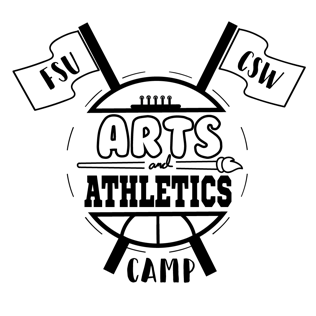 FSU
CSW
ARTS
and
ATHLETICS
CAMP